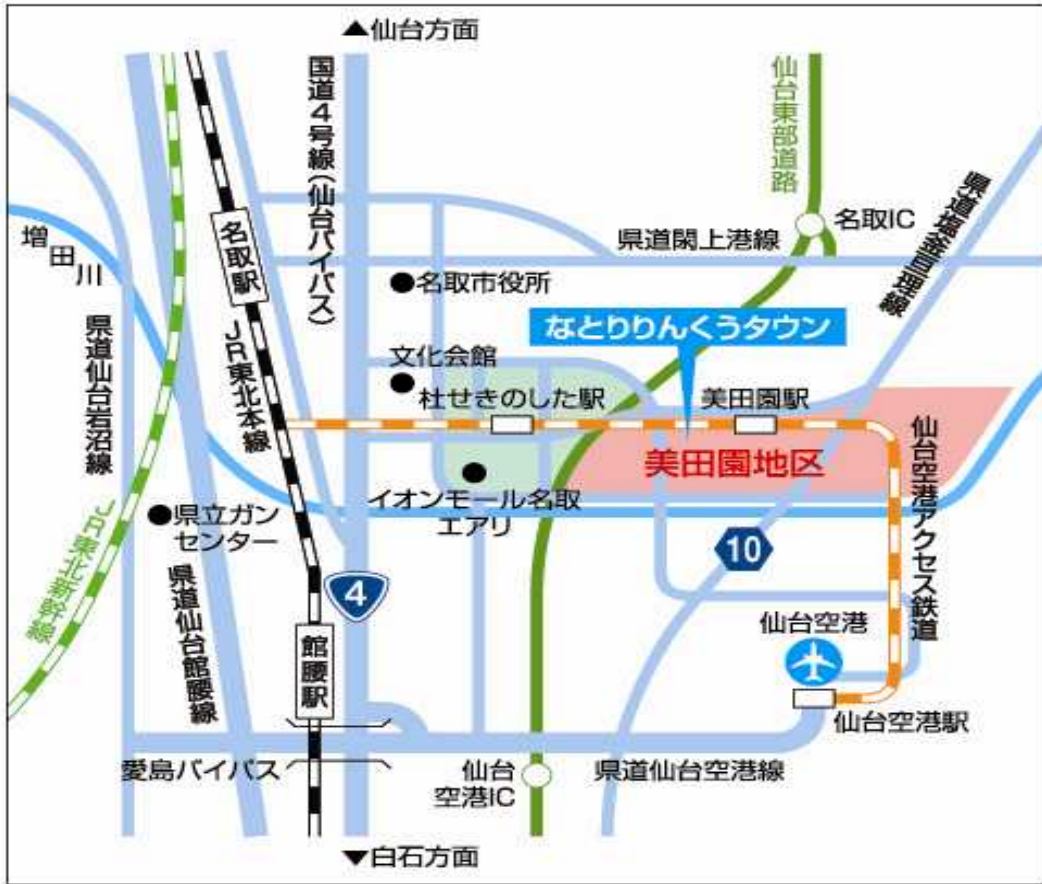 ▲仙台方面
国道4号線(仙台バイパス)
仙台東部道路
名取IC
県道塩釜亘理線
県道閖上港線
増田川
名取駅
名取市役所
なとりりんくうタウン
県道仙台岩沼線
JR東北本線
文化会館
杜せきのした駅
美田園駅
美田園地区
仙台空港アクセス鉄道
イオンモール名取
エアリ
県立ガン
センター
JR東北新幹線
10
4
県道仙台館腰線
館腰駅
仙台空港
仙台空港駅
愛島バイパス
仙台
空港IC
県道仙台空港線
▼白石方面